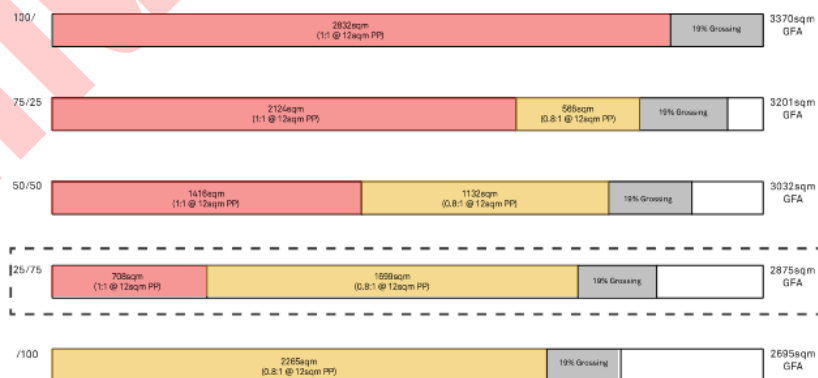 100/
2832sqm
(1:1 @ 12sqm PP)
19% Grossing
3370sqm
GFA
75/25
2124sqm
(1:1 @ 12sqm PP)
566sqm
(0.8:1 @ 12sqm PP)
19% Grossing
3201sqm
GFA
50/50
1416sqm
(1:1 @ 12sqm PP)
1132sqm
(0.8:1 @ 12sqm PP)
19% Grossing
3032sqm
GFA
25/75
708sqm
(1:1 @ 12sqm PP)
1699sqm
(0.8:1 @ 12sqm PP)
19% Grossing
2875sqm
GFA
/100
2265sqm
(0.8:1 @ 12sqm PP)
19% Grossing
2695sqm
GFA